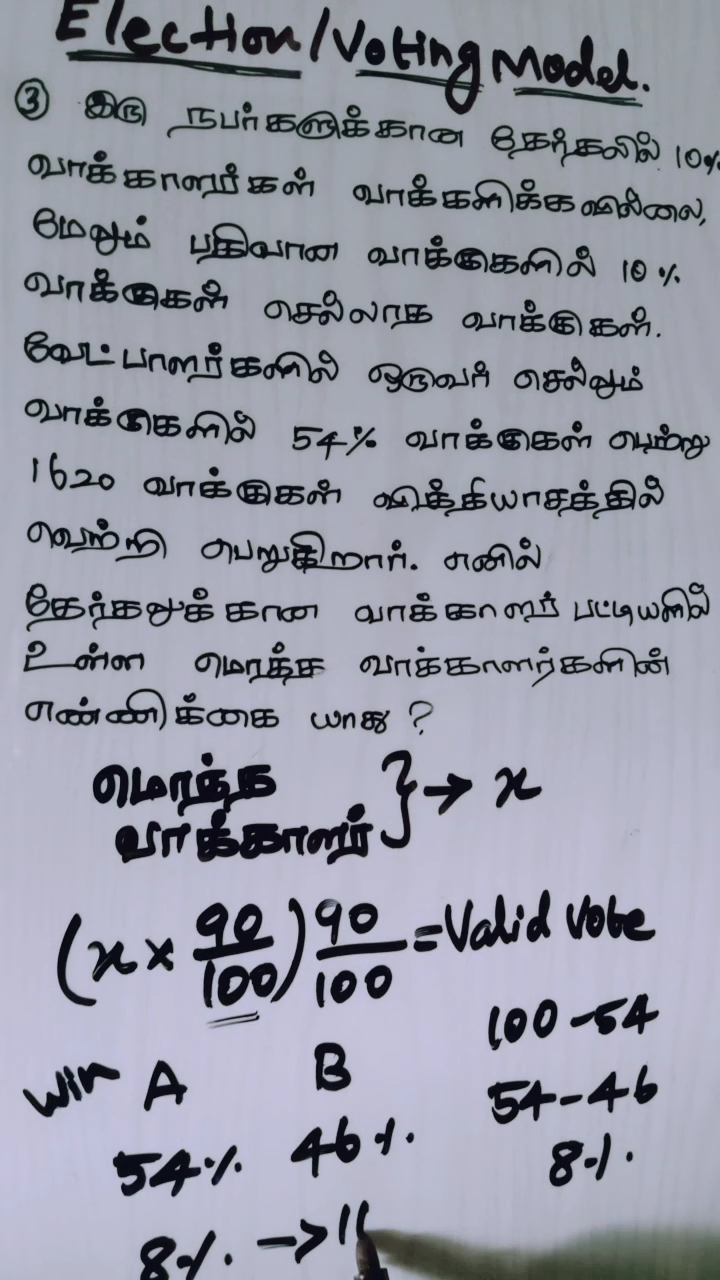 Election/Voting Model.
③ இரு நபர்களுக்கான தேர்தலில் 10%
வாக்காளர்கள் வாக்களிக்கவில்லை,
மேலும் பதிவான வாக்குகளில் 10%
வாக்குகள் செல்லாத வாக்குகள்.
வேட்பாளர்களில் ஒருவர் செல்லும்
வாக்குகளில் 54% வாக்குகள் பெற்று
1620 வாக்குகள் வித்தியாசத்தில்
வெற்றி பெறுகிறார். எனில்
தேர்தலுக்கான வாக்காளர் பட்டியலில்
உள்ள மொத்த வாக்காளர்களின்
எண்ணிக்கை யாது?
மொத்த
வாக்காளர் } → x
(x × 90/100) 90/100 = Valid Vote
100 - 54
Win A B
54 - 46
54% 46%
8%.
8% → 1